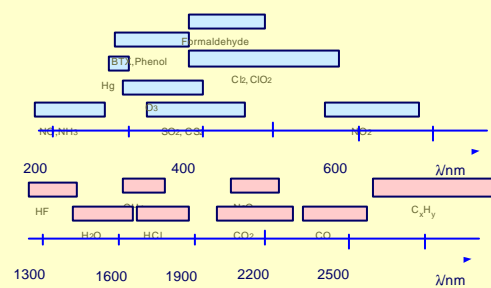 Formaldehyde
BTX,Phenol
Cl2, ClO2
Hg
O3
NO,NH3
SO2, CS2
NO2
200
400
600
λ/nm
HF
CxHy
H2O
HCl
CO2
CO
1300
1600
1900
2200
2500
λ/nm